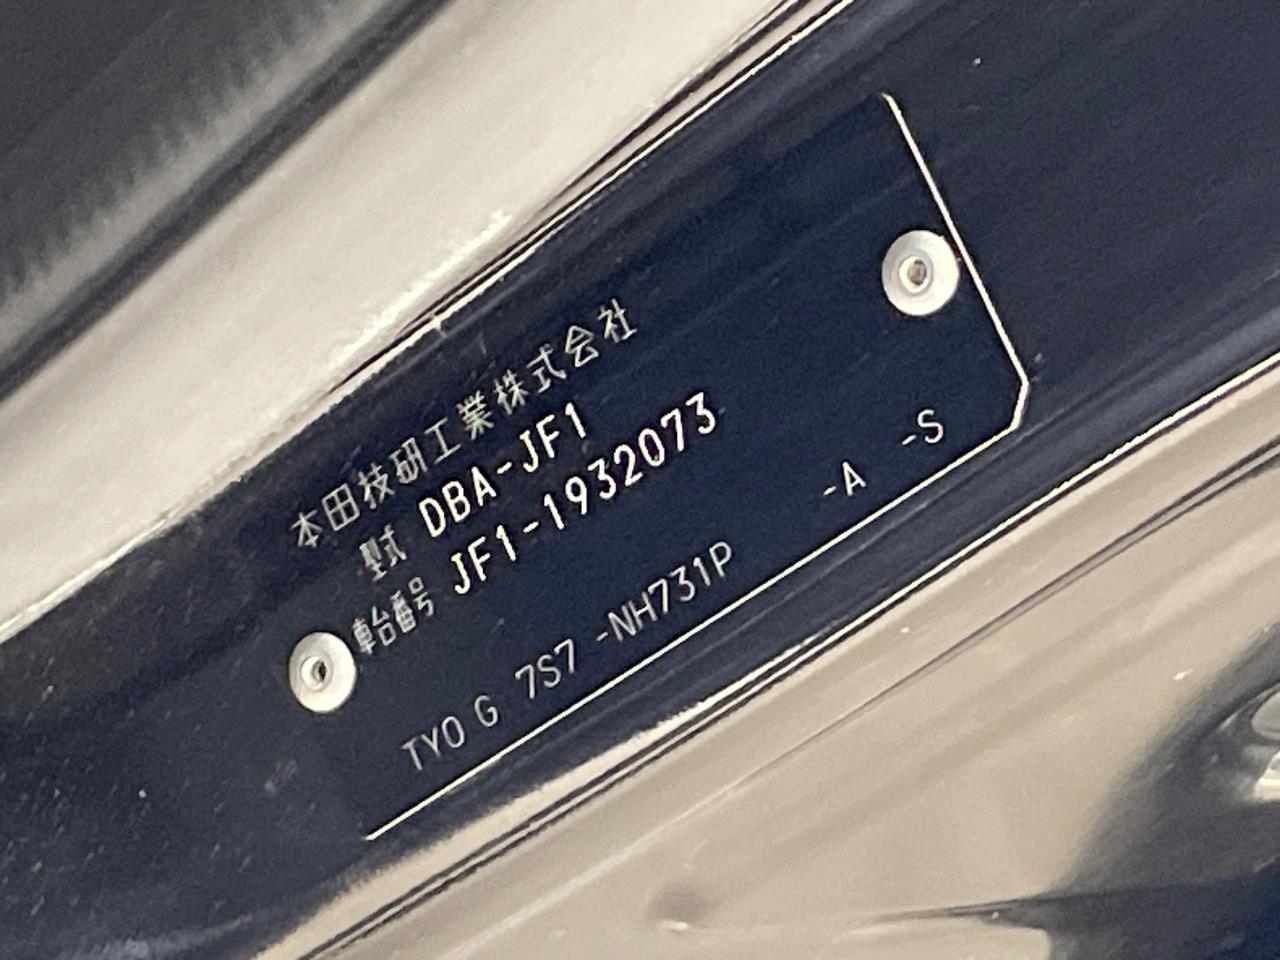 本田技研工業株式会社
型式 DBA-JF1
車台番号 JF1-1932073
TYO G 7S7 -NH731P -A -S